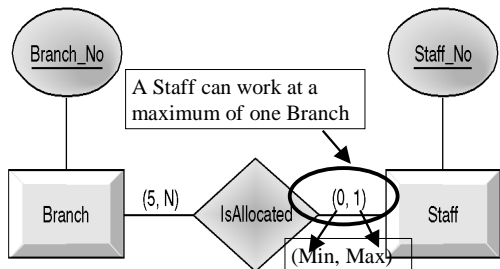 Branch_No
Staff_No
A Staff can work at a
maximum of one Branch
Branch
(5, N)
IsAllocated
(0, 1)
Staff
(Min, Max)